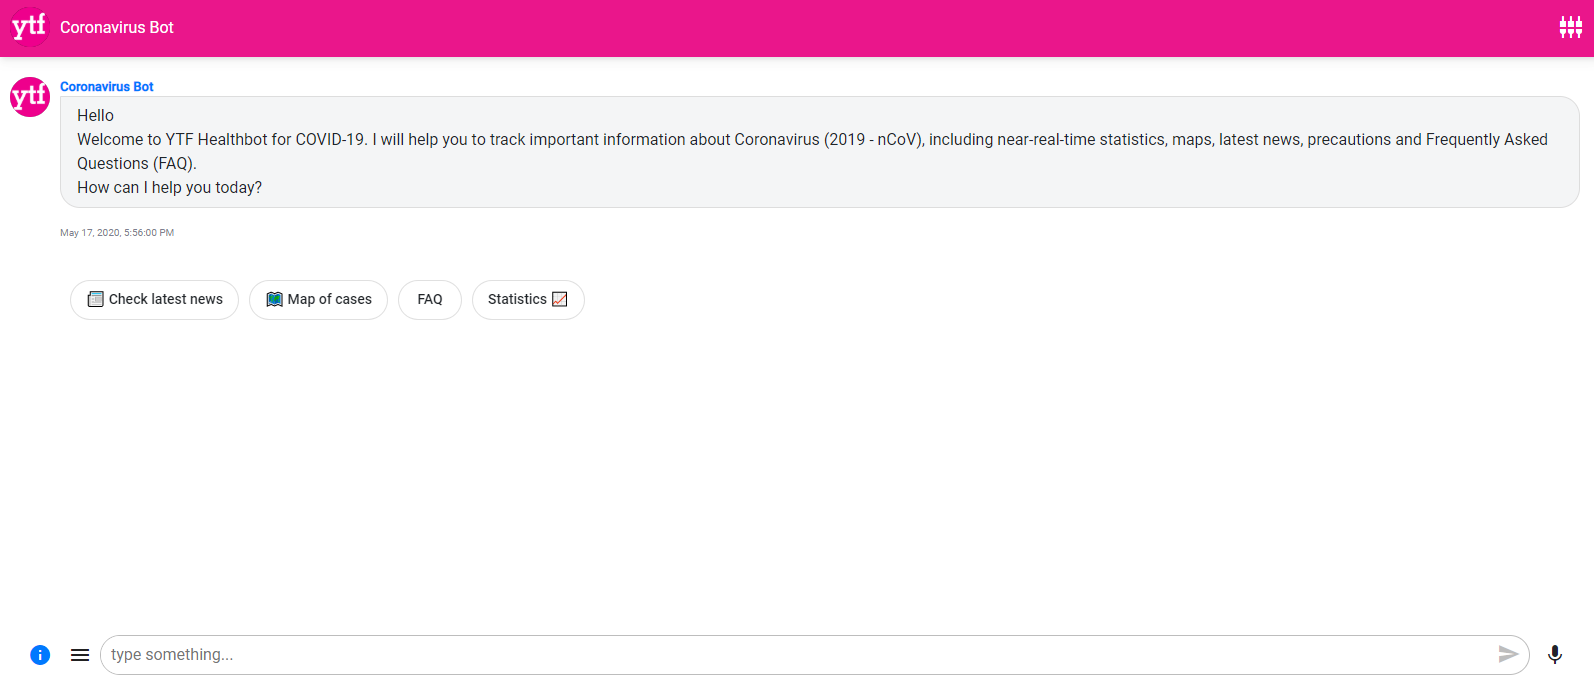 ytf Coronavirus Bot
ytf Coronavirus Bot
Hello
Welcome to YTF Healthbot for COVID-19. I will help you to track important information about Coronavirus (2019 - nCoV), including near-real-time statistics, maps, latest news, precautions and Frequently Asked
Questions (FAQ).
How can I help you today?
May 17, 2020, 5:56:00 PM
Check latest news Map of cases FAQ Statistics
type something...